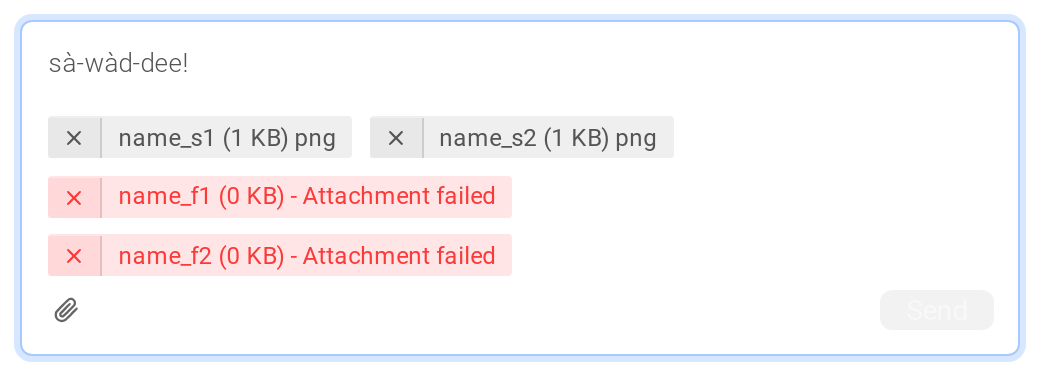 sà-wàd-dee!
name_s1 (1 KB) png name_s2 (1 KB) png
name_f1 (0 KB) - Attachment failed
name_f2 (0 KB) - Attachment failed
Send